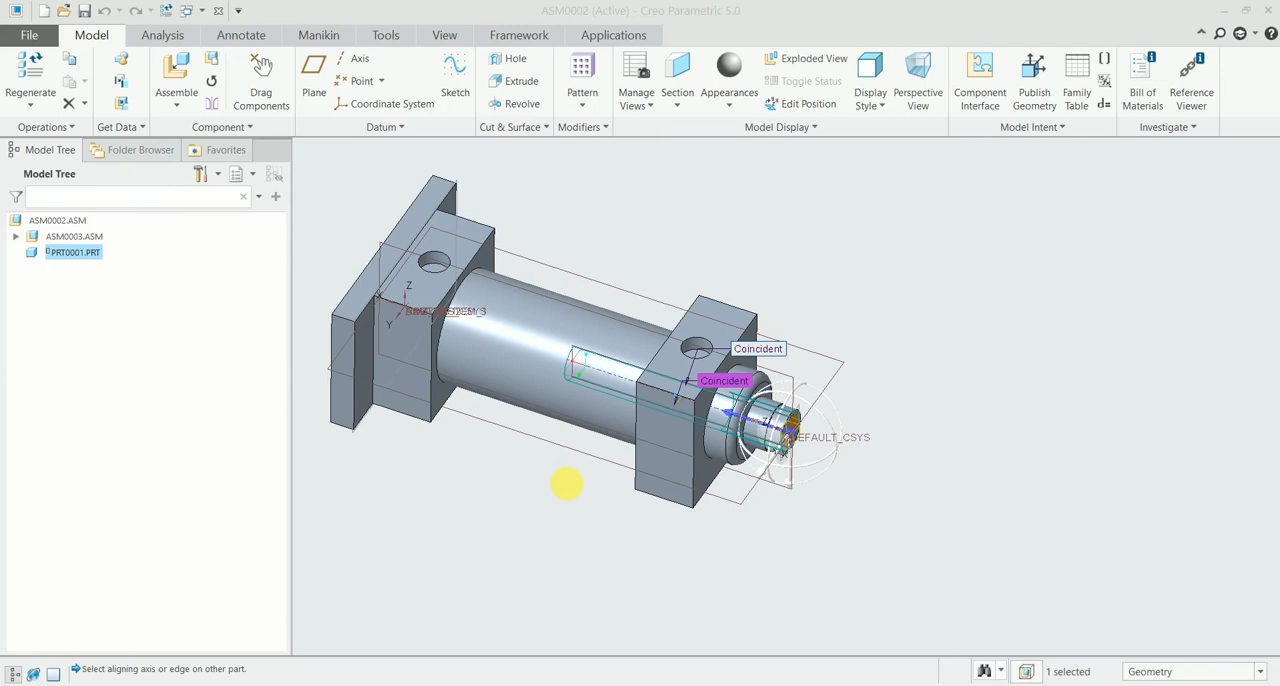 ASM0002 (Active) - Creo Parametric 5.0
File Model Analysis Annotate Manikin Tools View Framework Applications
Regenerate
Operations
Get Data
Assemble
Drag Components
Component
Plane
Axis
Point
Coordinate System
Sketch
Datum
Hole
Extrude
Revolve
Cut & Surface
Pattern
Modifiers
Manage Views
Section
Appearances
Exploded View
Toggle Status
Edit Position
Display Style
Perspective View
Model Display
Component Interface
Publish Geometry
Family Table
d=
Model Intent
Bill of Materials
Reference Viewer
Investigate
Model Tree Folder Browser Favorites
Model Tree
ASM0002.ASM
ASM0003.ASM
PRT0001.PRT
Z
Y
Coincident
Coincident
Z
DEFAULT_CSYS
X
Select aligning axis or edge on other part.
1 selected
Geometry